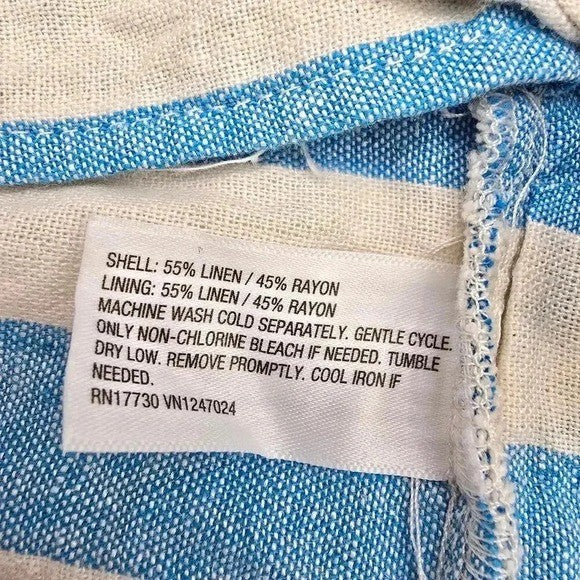 SHELL: 55% LINEN / 45% RAYON
LINING: 55% LINEN / 45% RAYON
MACHINE WASH COLD SEPARATELY. GENTLE CYCLE.
ONLY NON-CHLORINE BLEACH IF NEEDED. TUMBLE
DRY LOW. REMOVE PROMPTLY. COOL IRON IF
NEEDED.
RN17730 VN1247024